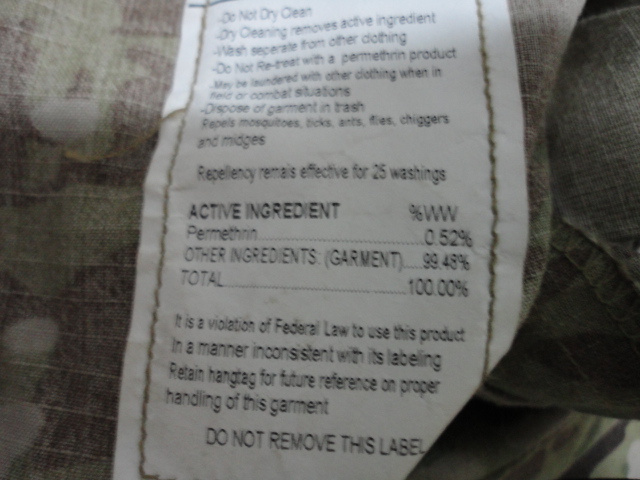 -Do Not Dry Clean
-Dry Cleaning removes active ingredient
-Wash seperate from other clothing
-Do Not Re-treat with a permethrin product
-May be laundered with other clothing when in
field or combat situations
-Dispose of garment in trash
Repels mosquitoes, ticks, ants, flies, chiggers
and midges
Repellency remais effective for 25 washings
ACTIVE INGREDIENT %WW
Permethrin..............................0.52%
OTHER INGREDIENTS: (GARMENT).....99.48%
TOTAL.....................................100.00%
It is a violation of Federal Law to use this product
In a manner inconsistent with its labeling
Retain hangtag for future reference on proper
handling of this garment
DO NOT REMOVE THIS LABEL